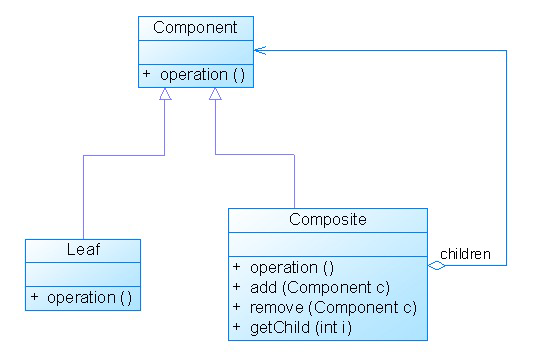 Component
+ operation ()
Leaf
+ operation ()
Composite
+ operation ()
+ add (Component c)
+ remove (Component c)
+ getChild (int i)
children